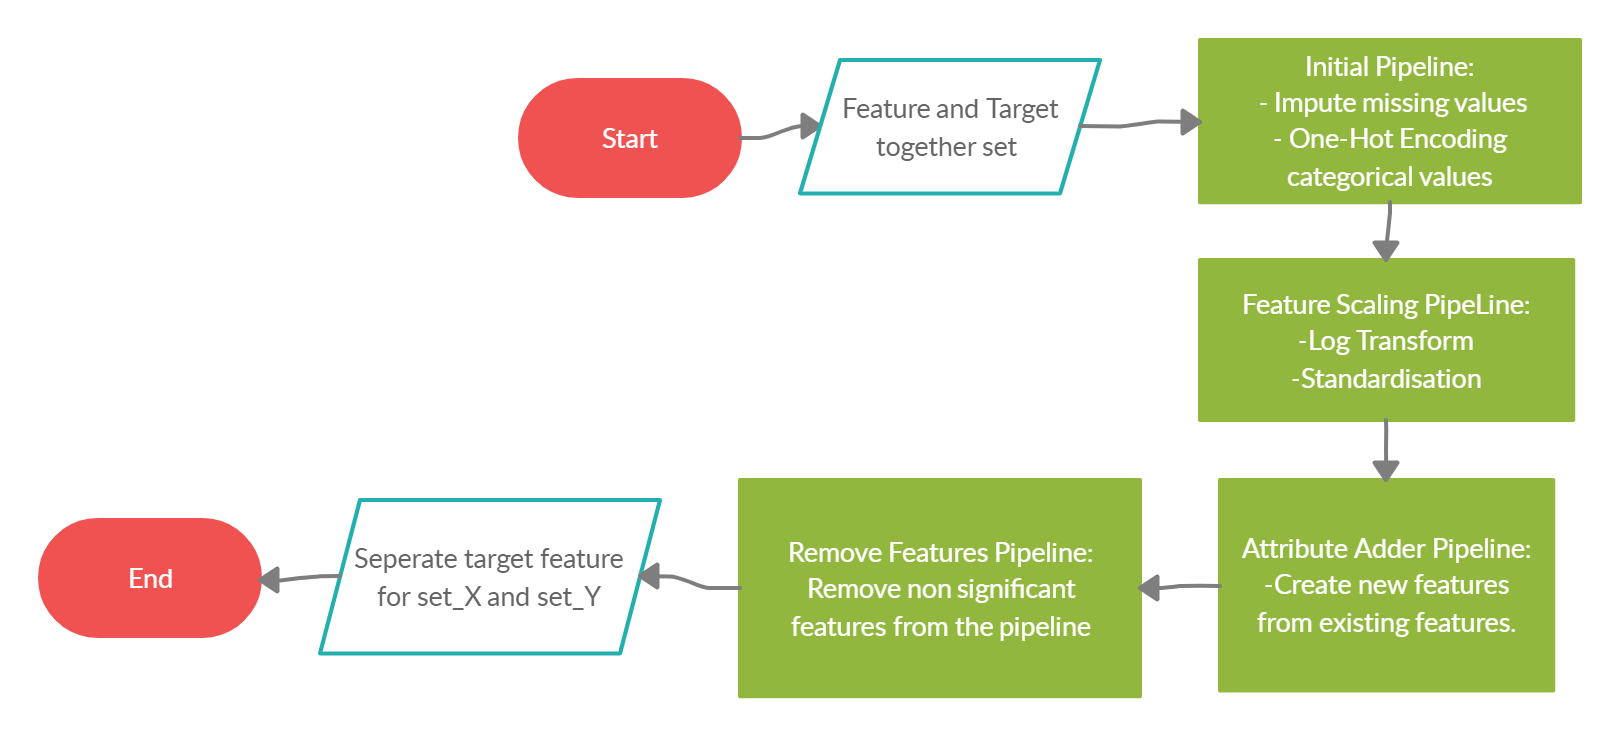 Start
Feature and Target
together set
Initial Pipeline:
- Impute missing values
- One-Hot Encoding
categorical values
Feature Scaling PipeLine:
-Log Transform
-Standardisation
Attribute Adder Pipeline:
-Create new features
from existing features.
Remove Features Pipeline:
Remove non significant
features from the pipeline
Seperate target feature
for set_X and set_Y
End